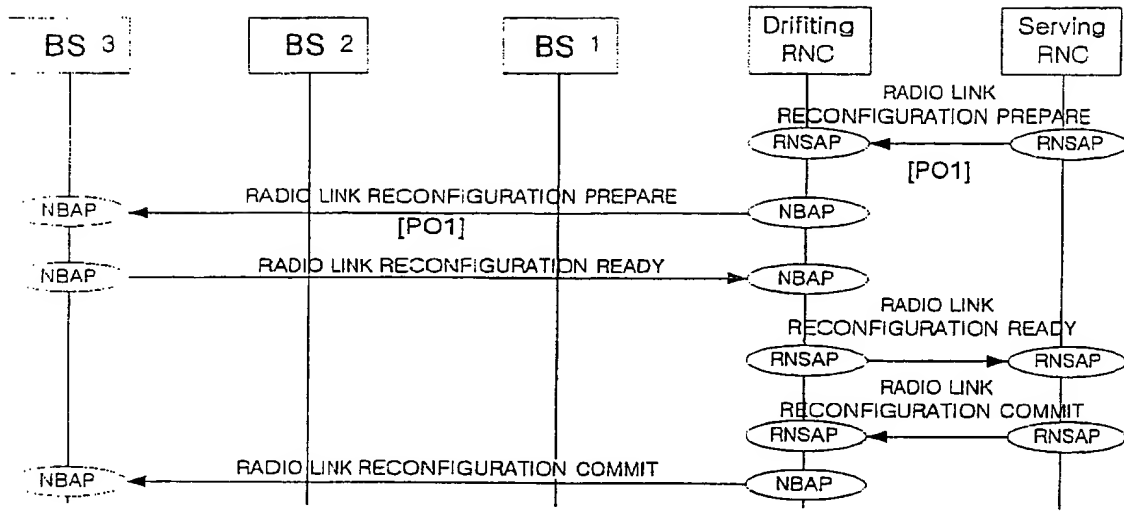 BS 3
BS 2
BS 1
Drifiting
RNC
Serving
RNC
RADIO LINK
RECONFIGURATION PREPARE
RNSAP
RNSAP
[PO1]
RADIO LINK RECONFIGURATION PREPARE
NBAP
NBAP
[PO1]
RADIO LINK RECONFIGURATION READY
NBAP
NBAP
RADIO LINK
RECONFIGURATION READY
RNSAP
RNSAP
RADIO LINK
RECONFIGURATION COMMIT
RNSAP
RNSAP
RADIO LINK RECONFIGURATION COMMIT
NBAP
NBAP